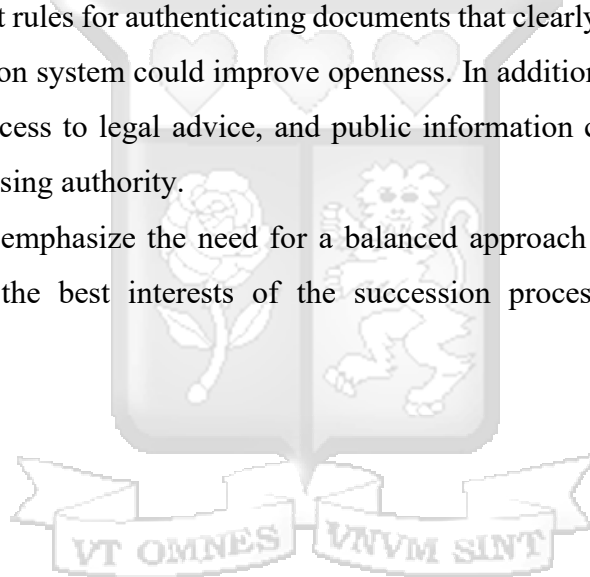 t rules for authenticating documents that clearly
on system could improve openness. In addition
cess to legal advice, and public information c
sing authority.
emphasize the need for a balanced approach
the best interests of the succession proces
VT OMNES VNVM SINT